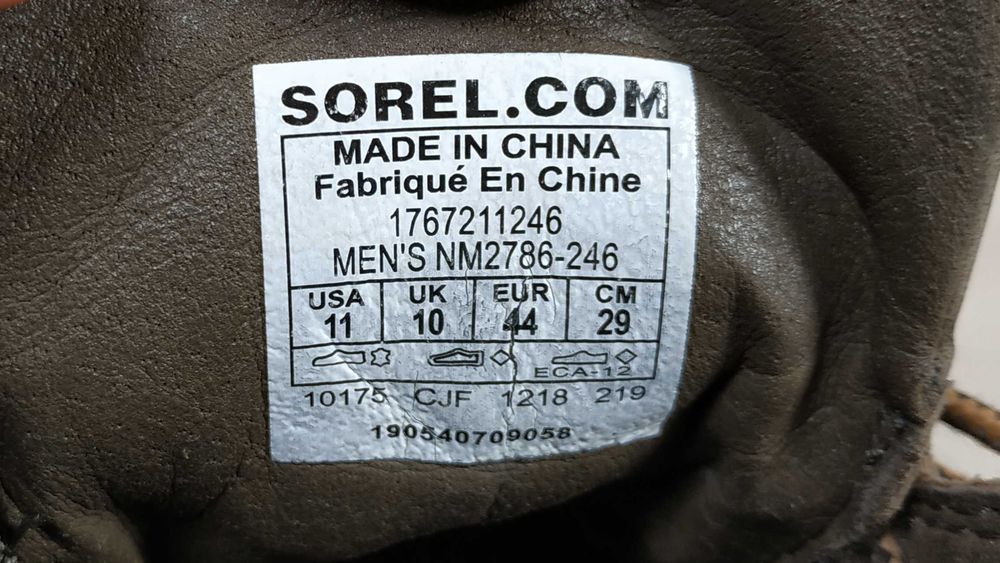 SOREL.COM
MADE IN CHINA
Fabriqué En Chine
1767211246
MEN'S NM2786-246
USA UK EUR CM
11 10 44 29
ECA-12
10175 CJF 1218 219
190540709058